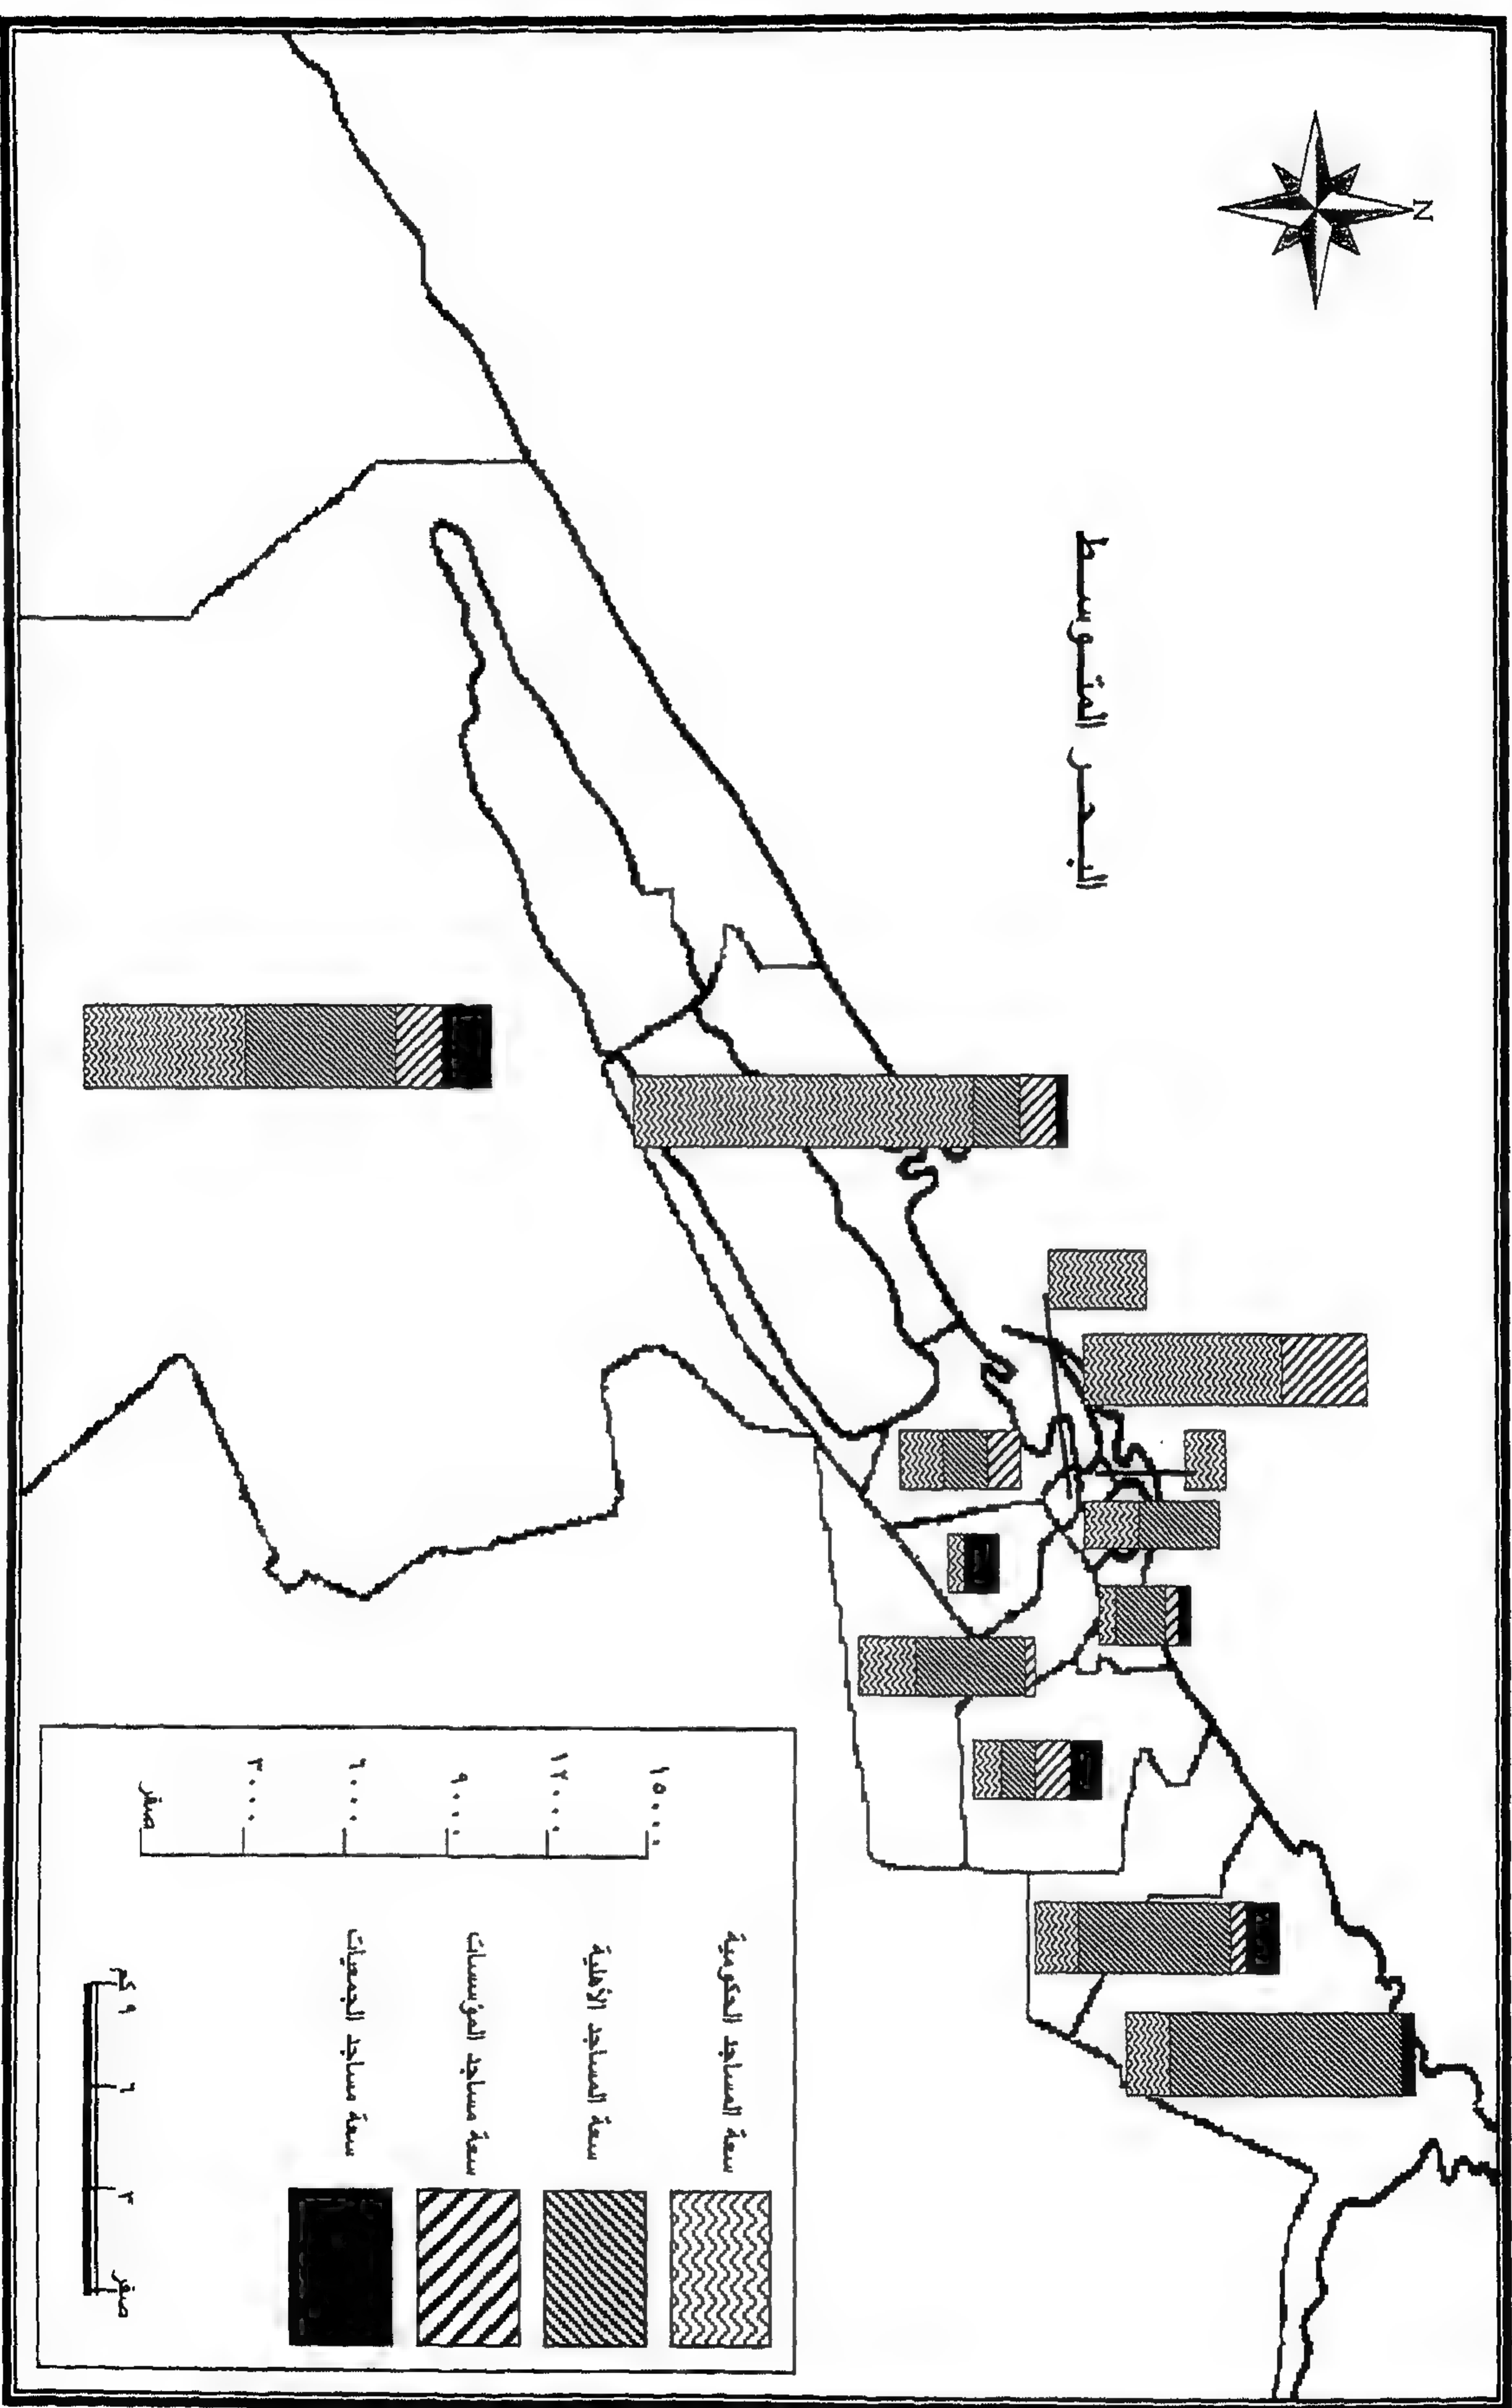 N
البحر المتوسط
١٥٠٠٠
١٢٠٠٠
٩٠٠٠
٦٠٠٠
٣٠٠٠
صفر
سعة المساجد الحكومية
سعة المساجد الأهلية
سعة مساجد المؤسسات
سعة مساجد الجمعيات
صفر ٣ ٦ ٩ كم